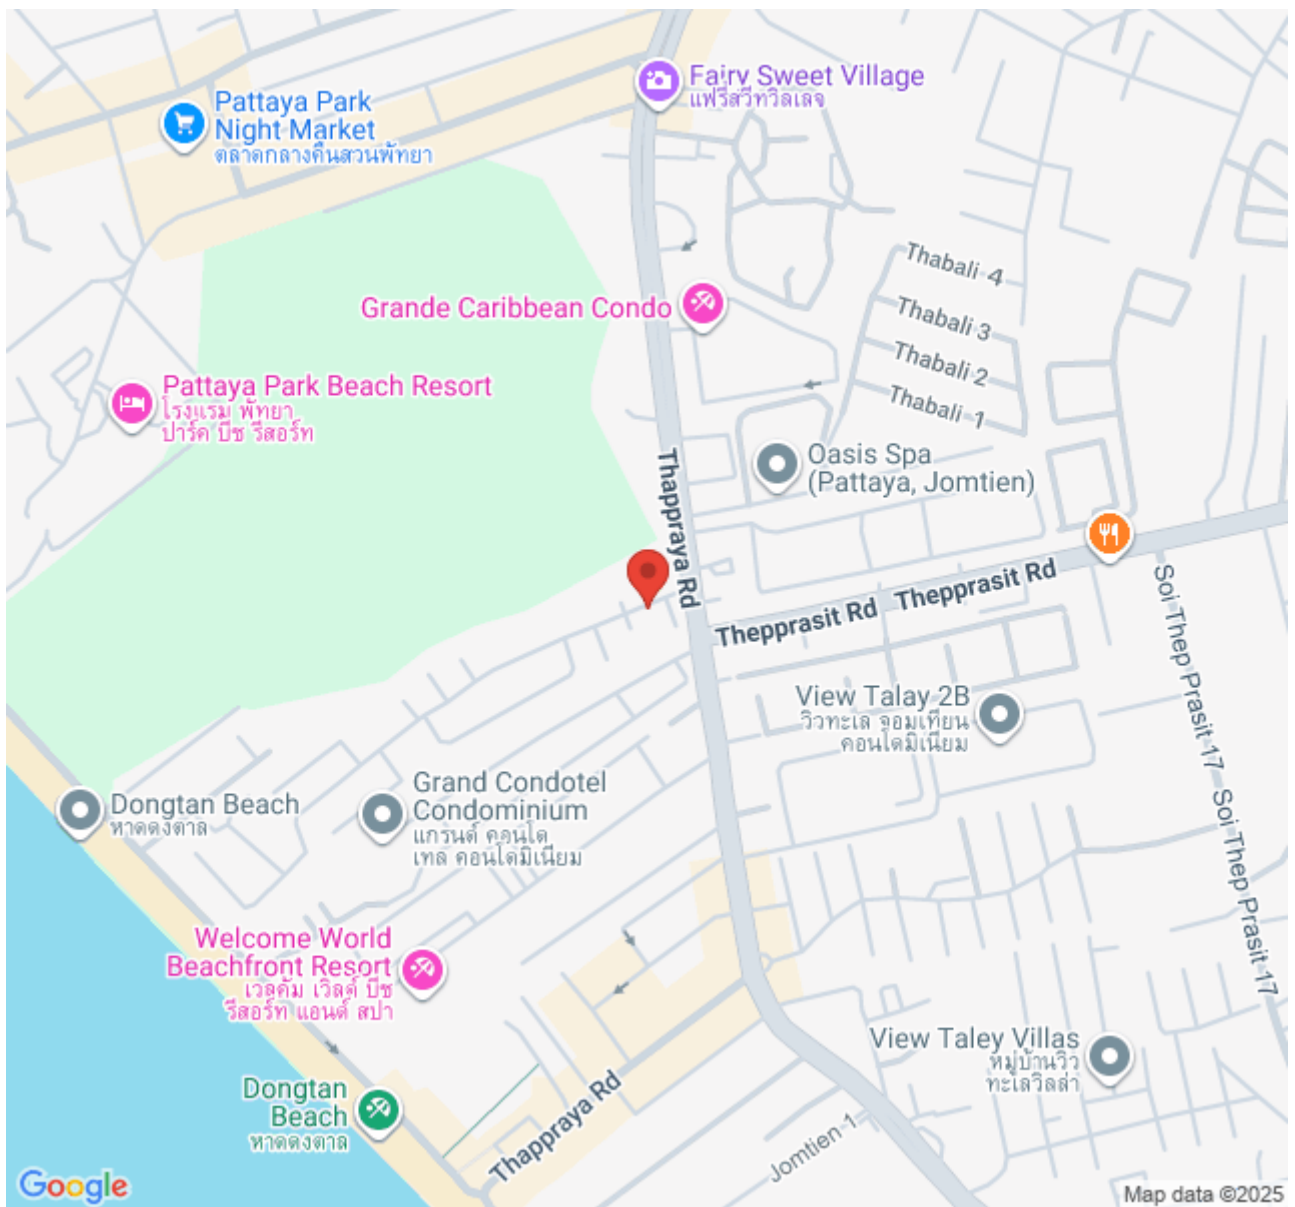 Fairy Sweet Village
แฟรี่สวีทวิลเลจ
Pattaya Park
Night Market
ตลาดกลางคืนสวนพัทยา
Thabali 4
Grande Caribbean Condo
Thabali 3
Thabali 2
Thabali 1
Pattaya Park Beach Resort
โรงแรม พัทยา
ปาร์ค บีช รีสอร์ท
Oasis Spa
(Pattaya, Jomtien)
Thappraya Rd
Thepprasit Rd
Thepprasit Rd
Soi Thep Prasit 17
Soi Thep Prasit 17
View Talay 2B
วิวทะเล จอมเทียน
คอนโดมิเนียม
Grand Condotel
Condominium
แกรนด์ คอนโด
เทล คอนโดมิเนียม
Dongtan Beach
หาดดงตาล
Welcome World
Beachfront Resort
เวลคัม เวิลด์ บีช
รีสอร์ท แอนด์ สปา
View Taley Villas
หมู่บ้านวิว
ทะเลวิลล่า
Dongtan
Beach
หาดดงตาล
Thappraya Rd
Jomtien 1
Google
Map data ©2025